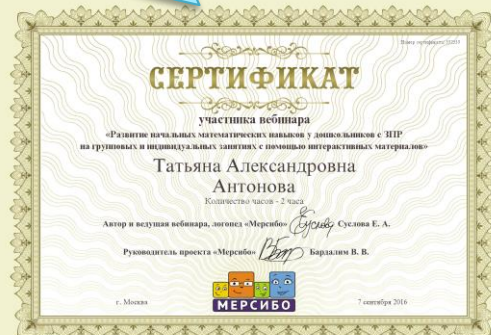 Номер сертификата
СЕРТИФИКАТ
участника вебинара
«Развитие начальных математических навыков у дошкольников с ЗПР
на групповых и индивидуальных занятиях с помощью интерактивных материалов»
Татьяна Александровна
Антонова
Количество часов - 2 часа
Автор и ведущая вебинара, логопед «Мерсибо» Суслова Е. А.
Руководитель проекта «Мерсибо» Бардалим В. В.
г. Москва
МЕРСИБО
7 сентября 2016